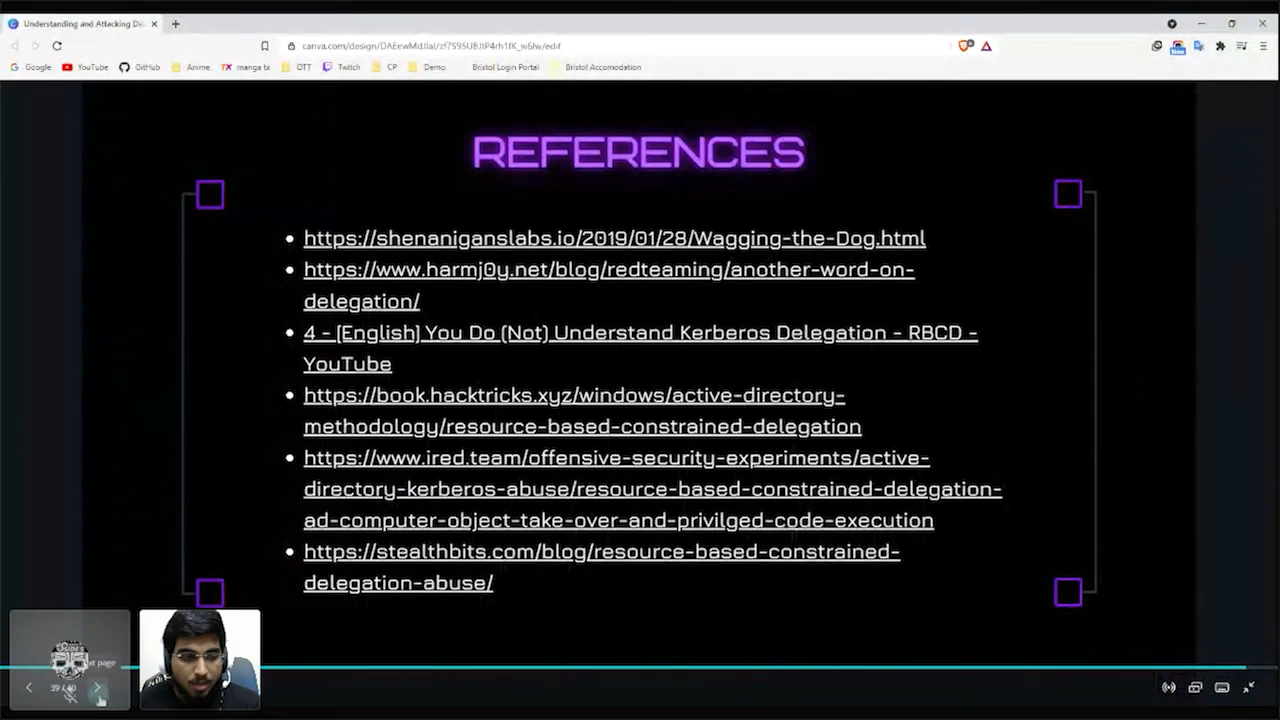 Understanding and Attacking De
canva.com/design/
Google YouTube GitHub Anime manga tx OTT Twitch CP Demo Bristol Login Portal Bristol Accomodation
New
REFERENCES
https://shenaniganslabs.io/2019/01/28/Wagging-the-Dog.html
https://www.harmj0y.net/blog/redteaming/another-word-on-
delegation/
4 - [English] You Do (Not) Understand Kerberos Delegation - RBCD -
YouTube
https://book.hacktricks.xyz/windows/active-directory-
methodology/resource-based-constrained-delegation
https://www.ired.team/offensive-security-experiments/active-
directory-kerberos-abuse/resource-based-constrained-delegation-
ad-computer-object-take-over-and-privilged-code-execution
https://stealthbits.com/blog/resource-based-constrained-
delegation-abuse/
SIDES
page
39 / 40